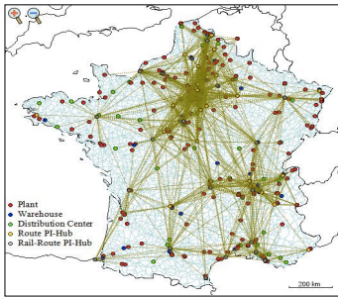 Plant
Warehouse
Distribution Center
Route PI-Hub
Rail-Route PI-Hub
200 km